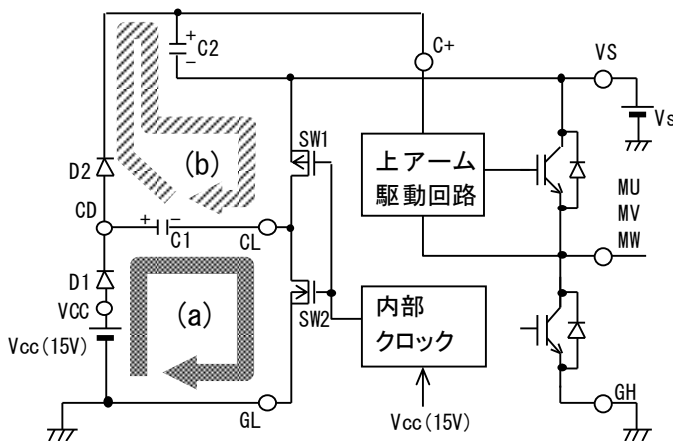 +
−
C2
C+
VS
Vs
SW1
上アーム
駆動回路
(b)
D2
CD
+
−
C1
CL
MU
MV
MW
D1
VCC
Vcc(15V)
(a)
SW2
内部
クロック
GL
Vcc(15V)
GH